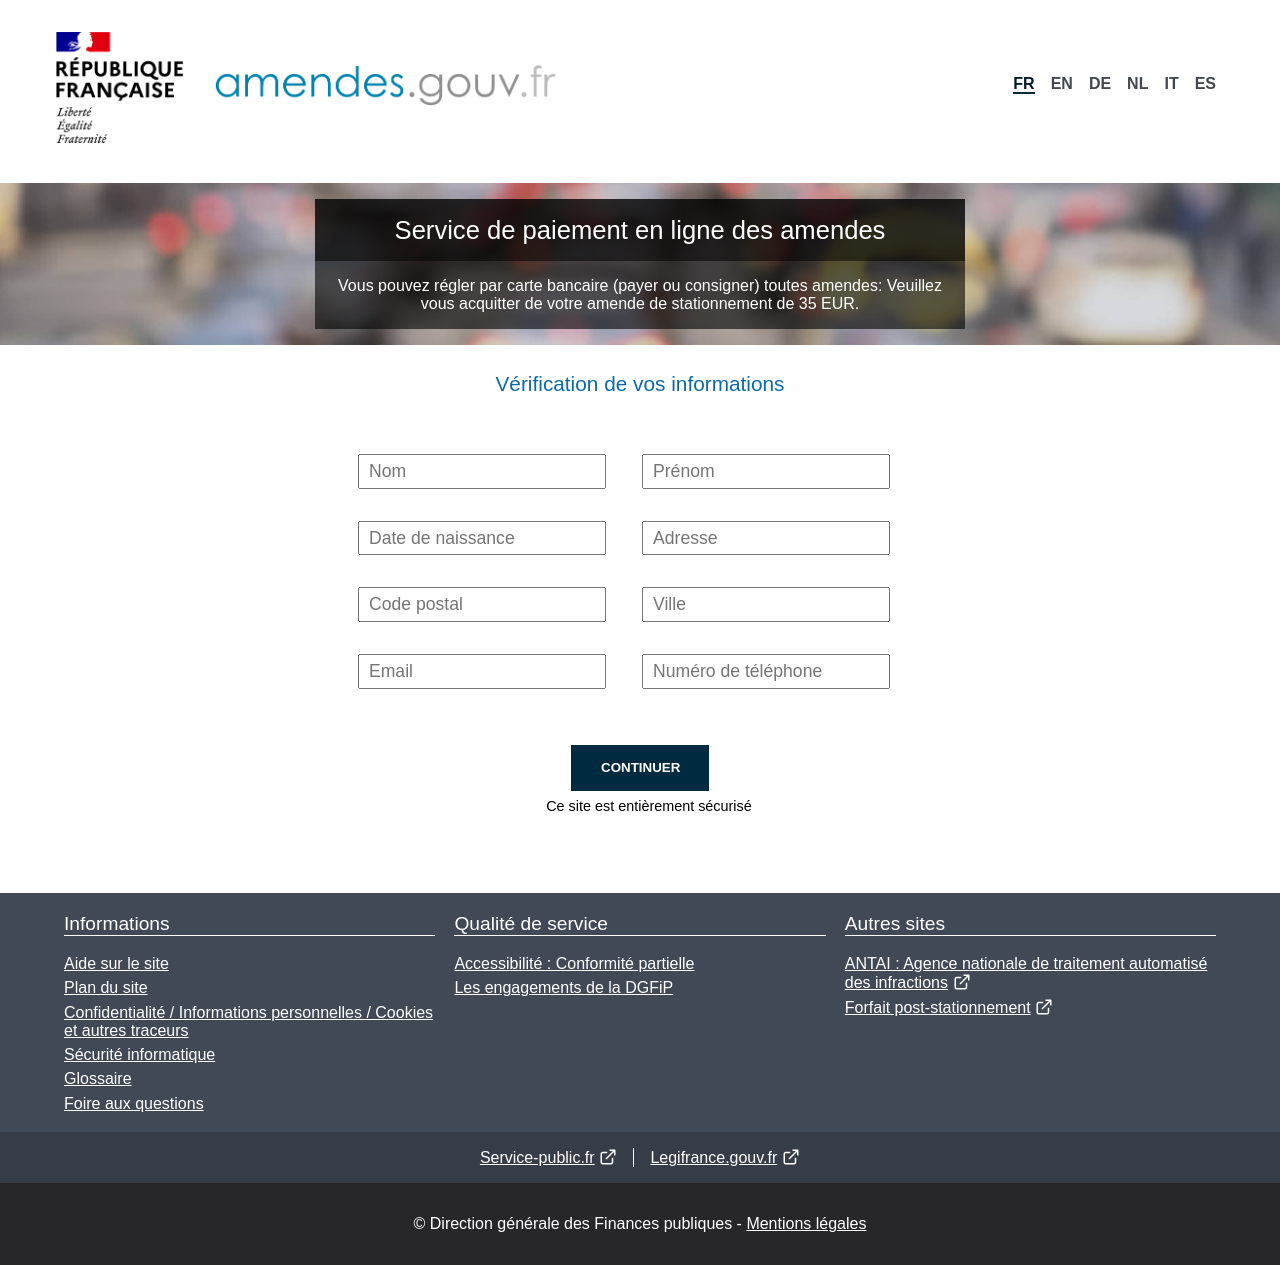 RÉPUBLIQUE
FRANÇAISE
Liberté
Égalité
Fraternité
amendes.gouv.fr
FR EN DE NL IT ES
Service de paiement en ligne des amendes
Vous pouvez régler par carte bancaire (payer ou consigner) toutes amendes: Veuillez
vous acquitter de votre amende de stationnement de 35 EUR.
Vérification de vos informations
Nom Prénom
Date de naissance Adresse
Code postal Ville
Email Numéro de téléphone
CONTINUER
Ce site est entièrement sécurisé
Informations
Aide sur le site
Plan du site
Confidentialité / Informations personnelles / Cookies
et autres traceurs
Sécurité informatique
Glossaire
Foire aux questions
Qualité de service
Accessibilité : Conformité partielle
Les engagements de la DGFiP
Autres sites
ANTAI : Agence nationale de traitement automatisé
des infractions
Forfait post-stationnement
Service-public.fr Legifrance.gouv.fr
© Direction générale des Finances publiques - Mentions légales